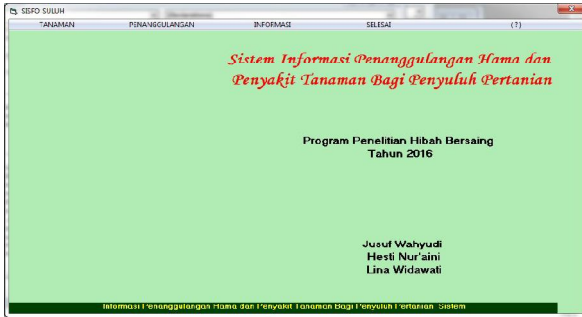 SISFO SULUH
TANAMAN PENANGGULANGAN INFORMASI SELESAI (?)
Sistem Informasi Penanggulangan Hama dan
Penyakit Tanaman Bagi Penyuluh Pertanian
Program Penelitian Hibah Bersaing
Tahun 2016
Jusuf Wahyudi
Hesti Nur'aini
Lina Widawati
Informasi Penanggulangan Hama dan Penyakit Tanaman Bagi Penyuluh Pertanian Sistem